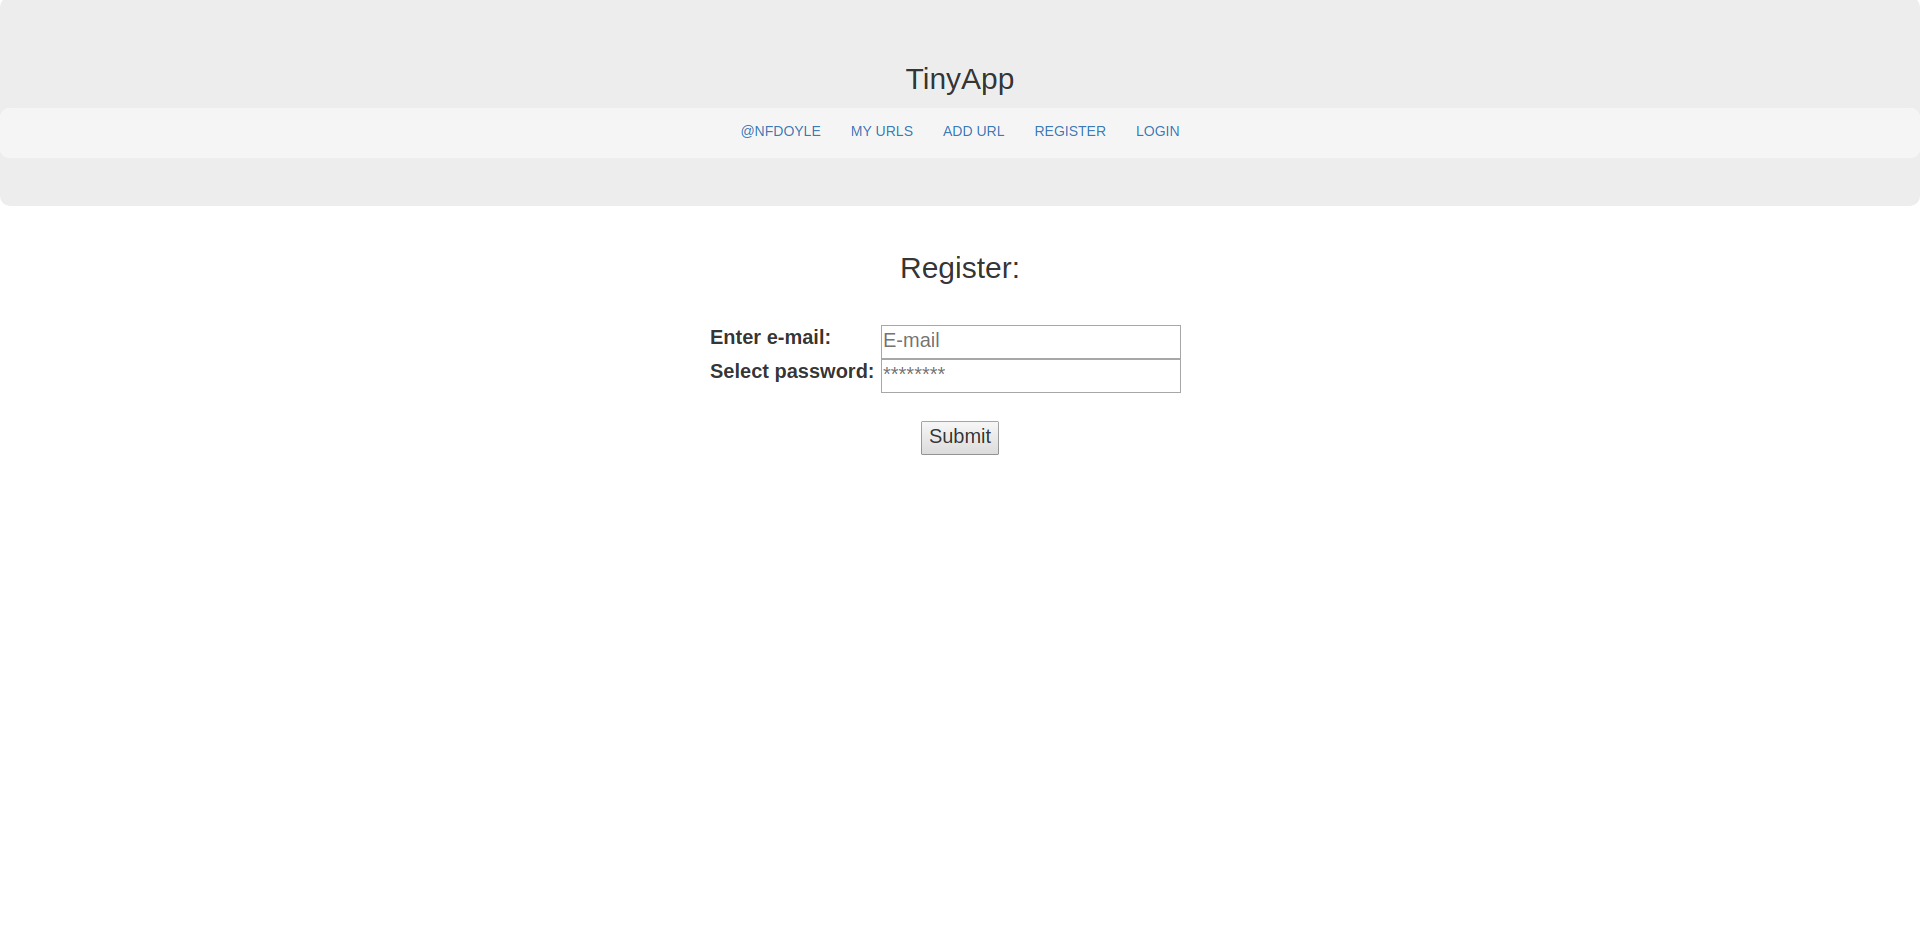 TinyApp
@NFDOYLE MY URLS ADD URL REGISTER LOGIN
Register:
Enter e-mail: E-mail
Select password: ********
Submit